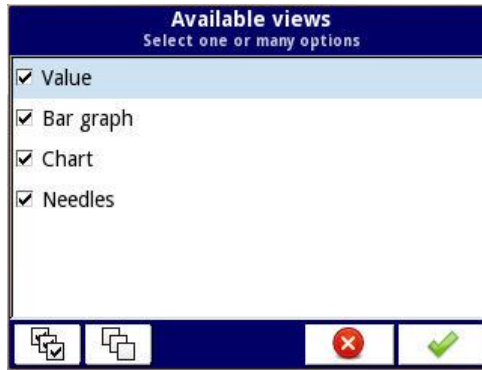 Available views
Select one or many options
Value
Bar graph
Chart
Needles